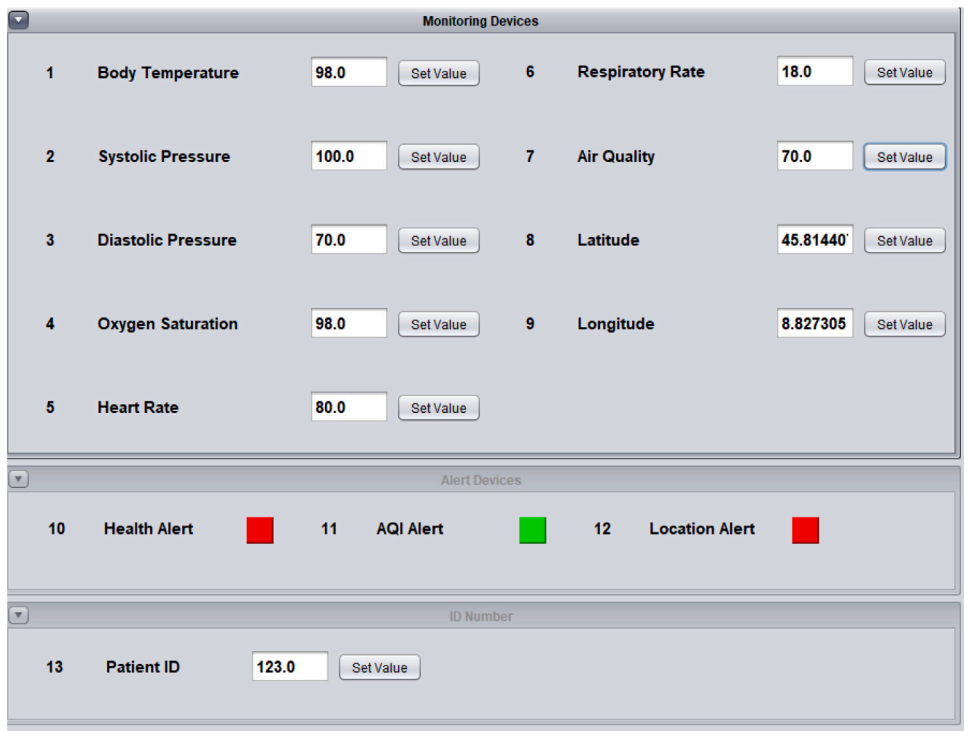 Monitoring Devices
1 Body Temperature 98.0 Set Value 6 Respiratory Rate 18.0 Set Value
2 Systolic Pressure 100.0 Set Value 7 Air Quality 70.0 Set Value
3 Diastolic Pressure 70.0 Set Value 8 Latitude 45.81440 Set Value
4 Oxygen Saturation 98.0 Set Value 9 Longitude 8.827305 Set Value
5 Heart Rate 80.0 Set Value
Alert Devices
10 Health Alert 11 AQI Alert 12 Location Alert
ID Number
13 Patient ID 123.0 Set Value